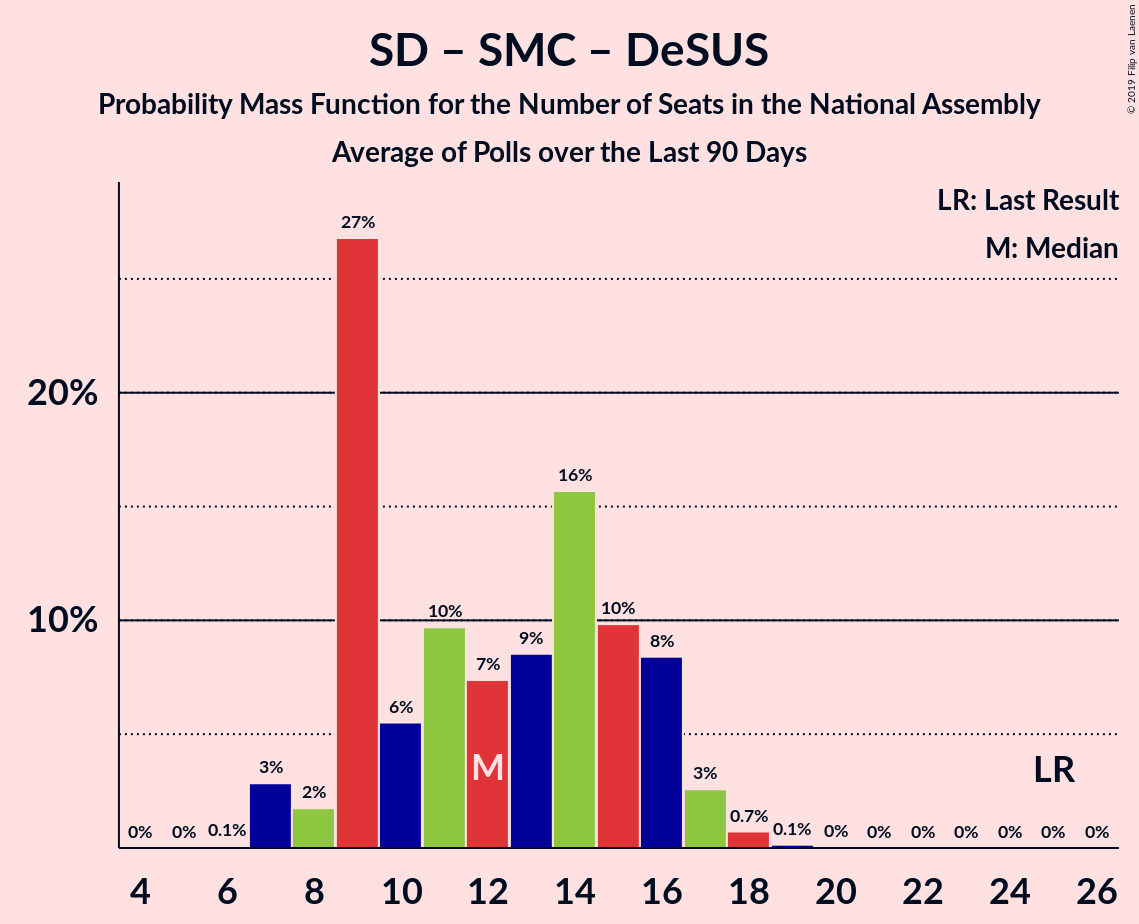 SD – SMC – DeSUS
Probability Mass Function for the Number of Seats in the National Assembly
Average of Polls over the Last 90 Days
© 2019 Filip van Laenen
LR: Last Result
M: Median
27%
20%
16%
10%
10%
10%
9%
8%
7%
6%
M
LR
3%
2%
3%
0.7%
0% 0% 0.1% 0.1% 0% 0% 0% 0% 0% 0% 0%
4 6 8 10 12 14 16 18 20 22 24 26